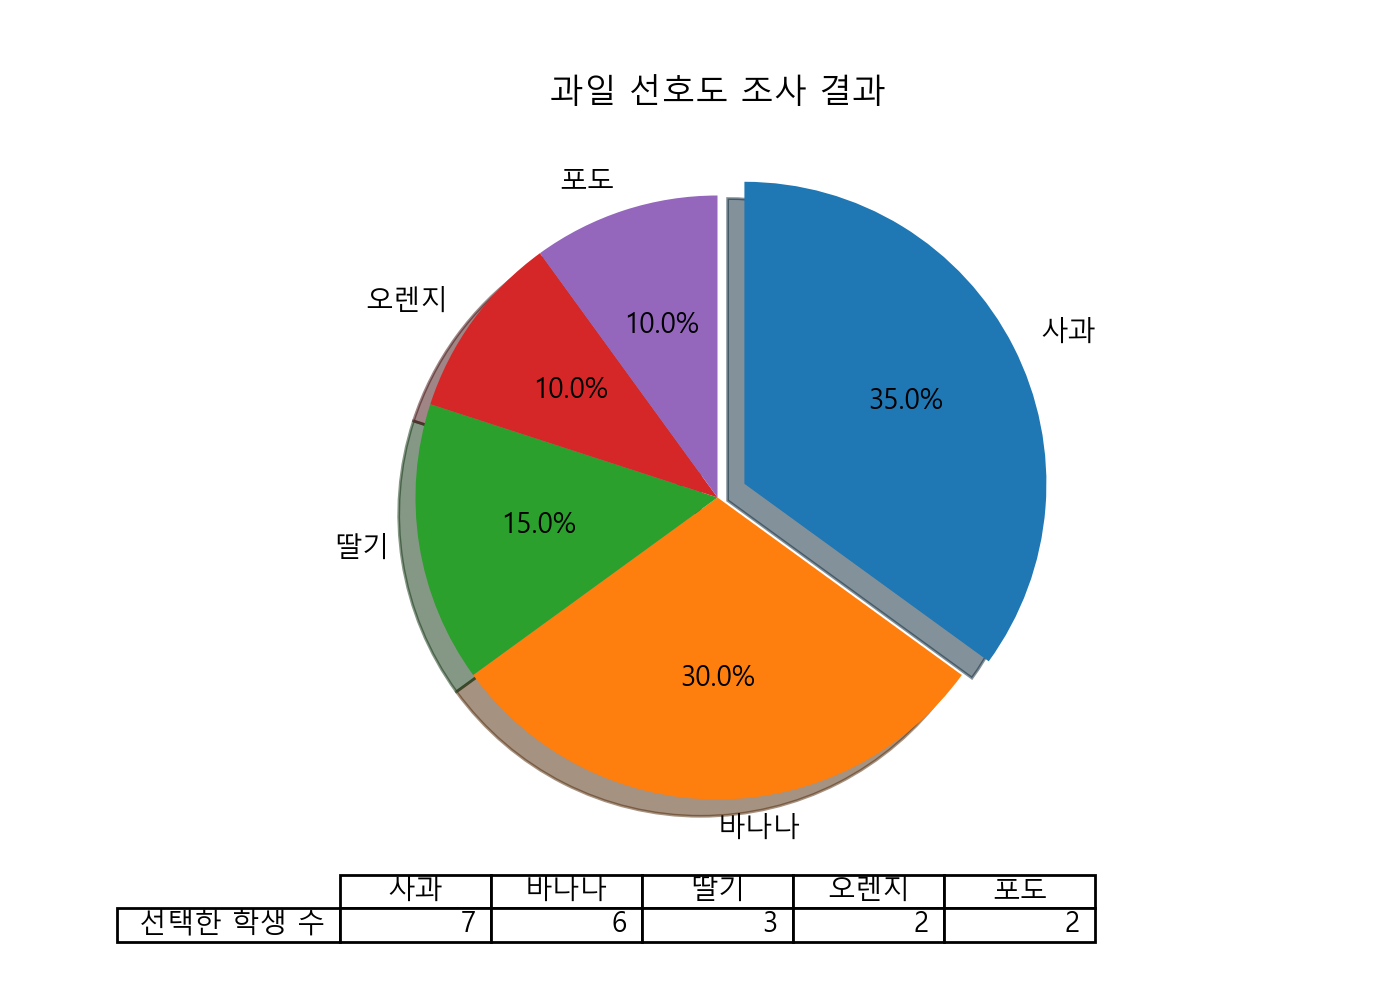 과일 선호도 조사 결과
포도
오렌지
사과
10.0%
10.0%
35.0%
15.0%
딸기
30.0%
바나나
사과 바나나 딸기 오렌지 포도
선택한 학생 수 7 6 3 2 2